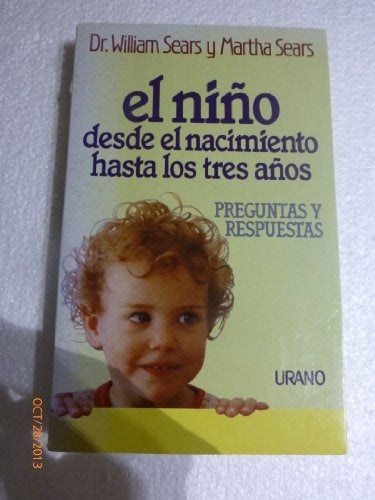 Dr. William Sears y Martha Sears
el niño
desde el nacimiento
hasta los tres años
PREGUNTAS Y
RESPUESTAS
URANO
OCT/28/2013